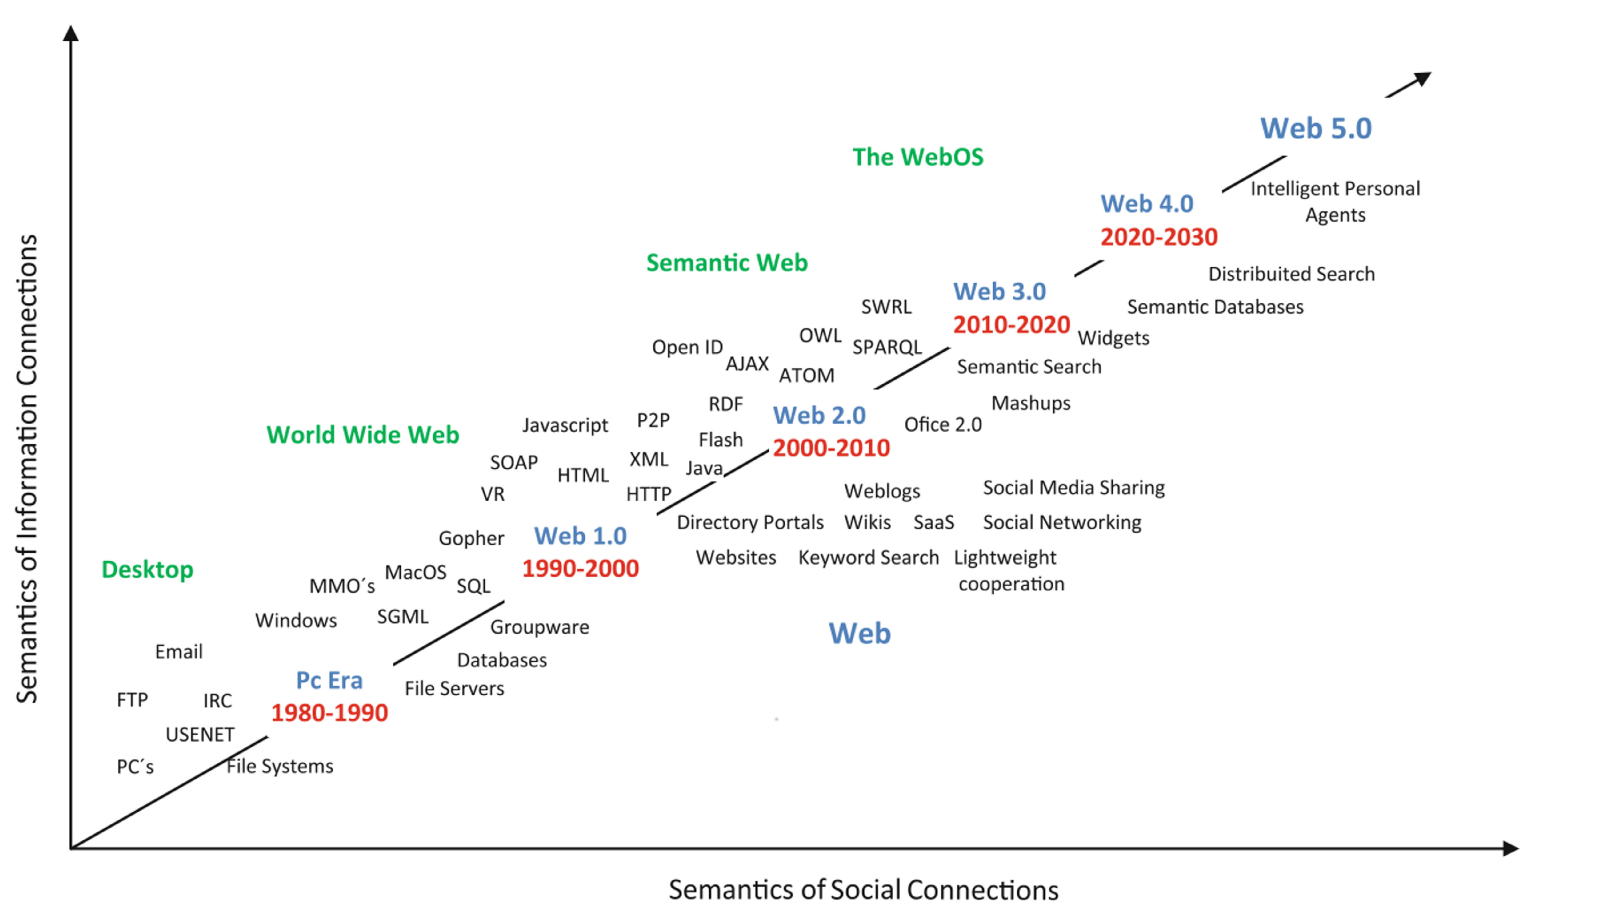 Web 5.0
The WebOS
Intelligent Personal
Agents
Web 4.0
2020-2030
Semantic Web
Distribuited Search
Web 3.0
2010-2020
SWRL
Semantic Databases
OWL
SPARQL
Widgets
Open ID
AJAX
ATOM
Semantic Search
RDF
Mashups
Web 2.0
2000-2010
Ofice 2.0
Javascript
P2P
Flash
World Wide Web
SOAP
HTML
XML
Java
VR
HTTP
Weblogs
Social Media Sharing
Directory Portals
Wikis
SaaS
Social Networking
Gopher
Web 1.0
1990-2000
Websites
Keyword Search
Lightweight
cooperation
Desktop
MMO´s
MacOS
SQL
Windows
SGML
Groupware
Web
Email
Databases
Pc Era
1980-1990
File Servers
FTP
IRC
USENET
PC´s
File Systems
Semantics of Information Connections
Semantics of Social Connections